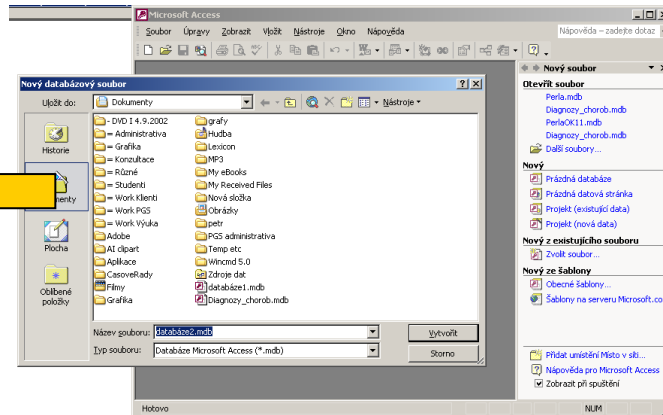 Microsoft Access
Soubor Úpravy Zobrazit Vložit Nástroje Okno Nápověda
Nápověda – zadejte dotaz
Nový databázový soubor
Uložit do: Dokumenty Nástroje
Historie
Plocha
Oblíbené
položky
- DVD I 4.9.2002
= Administrativa
= Grafika
= Konzultace
= Různé
= Studenti
= Work Klienti
= Work PGS
= Work Výuka
Adobe
AI clipart
Aplikace
CasoveRady
Filmy
Grafika
grafy
Hudba
Lexicon
MP3
My eBooks
My Received Files
Nová složka
Obrázky
petr
PGS administrativa
Temp etc
Wincmd 5.0
Zdroje dat
databáze1.mdb
Diagnozy_chorob.mdb
Název souboru: databáze2.mdb Vytvořit
Typ souboru: Databáze Microsoft Access (*.mdb) Storno
Nový soubor
Otevřít soubor
Perla.mdb
Diagnozy_chorob.mdb
PerlaOK11.mdb
Diagnozy_chorob.mdb
Další soubory...
Nový
Prázdná databáze
Prázdná datová stránka
Projekt (existující data)
Projekt (nová data)
Nový z existujícího souboru
Zvolit soubor...
Nový ze šablony
Obecné šablony...
Šablony na serveru Microsoft.co
Přidat umístění Místo v síti...
Nápověda pro Microsoft Access
Zobrazit při spuštění
Hotovo NUM